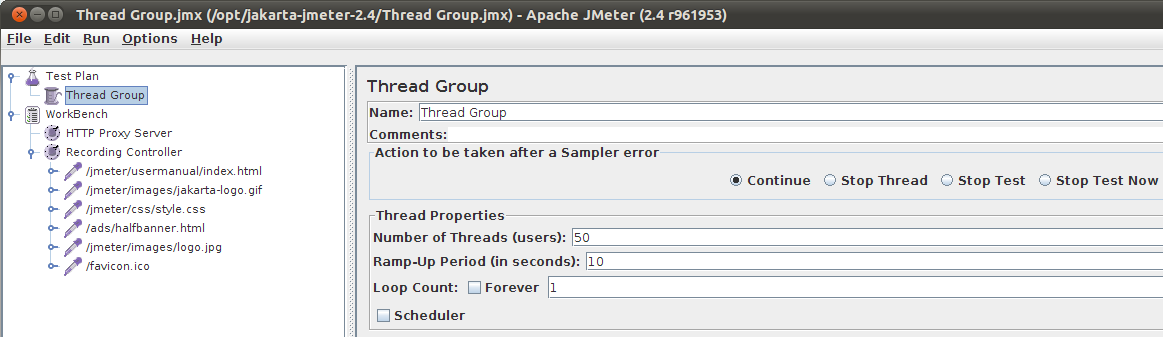 Thread Group.jmx (/opt/jakarta-jmeter-2.4/Thread Group.jmx) - Apache JMeter (2.4 r961953)
File Edit Run Options Help
Test Plan
Thread Group
WorkBench
HTTP Proxy Server
Recording Controller
/jmeter/usermanual/index.html
/jmeter/images/jakarta-logo.gif
/jmeter/css/style.css
/ads/halfbanner.html
/jmeter/images/logo.jpg
/favicon.ico
Thread Group
Name: Thread Group
Comments:
Action to be taken after a Sampler error
Continue Stop Thread Stop Test Stop Test Now
Thread Properties
Number of Threads (users): 50
Ramp-Up Period (in seconds): 10
Loop Count: Forever 1
Scheduler